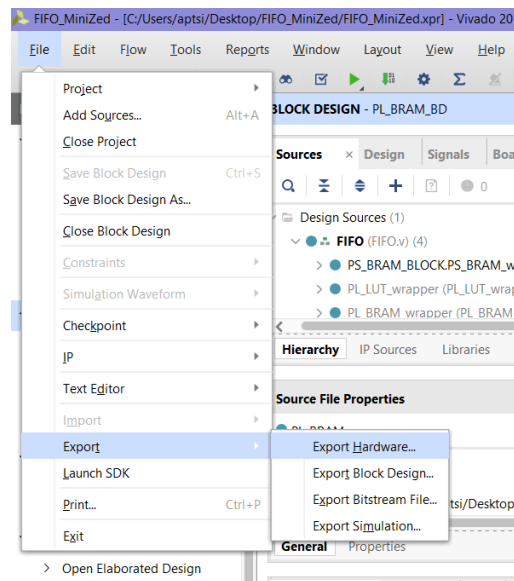 FIFO_MiniZed - [C:/Users/aptsi/Desktop/FIFO_MiniZed/FIFO_MiniZed.xpr] - Vivado 20
File Edit Flow Tools Reports Window Layout View Help
BLOCK DESIGN - PL_BRAM_BD
Project
Add Sources... Alt+A
Close Project
Save Block Design Ctrl+S
Save Block Design As...
Close Block Design
Constraints
Simulation Waveform
Checkpoint
IP
Text Editor
Import
Export
Launch SDK
Print... Ctrl+P
Exit
Open Elaborated Design
Sources × Design Signals Boa
0
Design Sources (1)
FIFO (FIFO.v) (4)
PS_BRAM_BLOCK.PS_BRAM_w
PL_LUT_wrapper (PL_LUT_wrap
PL_BRAM_wrapper (PL_BRAM
Hierarchy IP Sources Libraries
Source File Properties
PL_BRAM
Export Hardware...
Export Block Design...
Export Bitstream File...
Export Simulation...
tsi/Desktop
General Properties